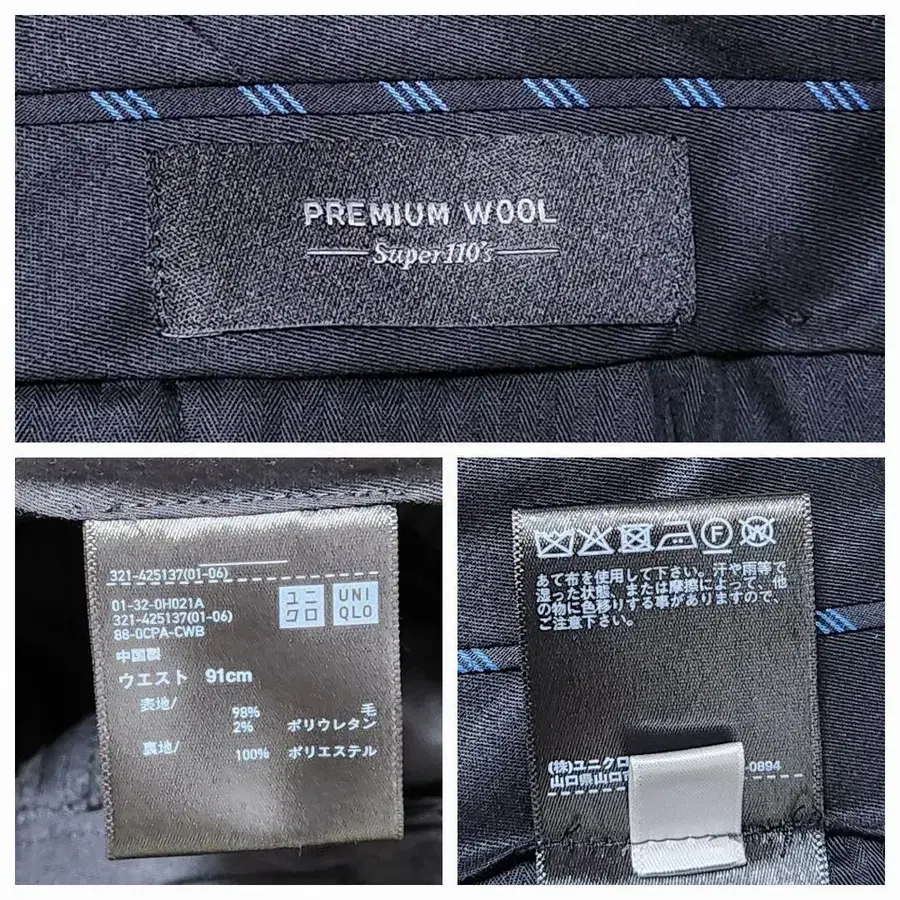 PREMIUM WOOL
Super110's
321-425137(01-06)
01-32-0H021A
321-425137(01-06)
88-0CPA-CWB
ユニクロ
UNIQLO
中国製
ウエスト 91cm
表地/
98% 毛
2% ポリウレタン
裏地/
100% ポリエステル
あて布を使用して下さい。汗や雨等で
湿った状態、または摩擦によって、他
の物に色移りする事がありますので、
ご注意下さい。
(株)ユニクロ
山口県山口市
-0894